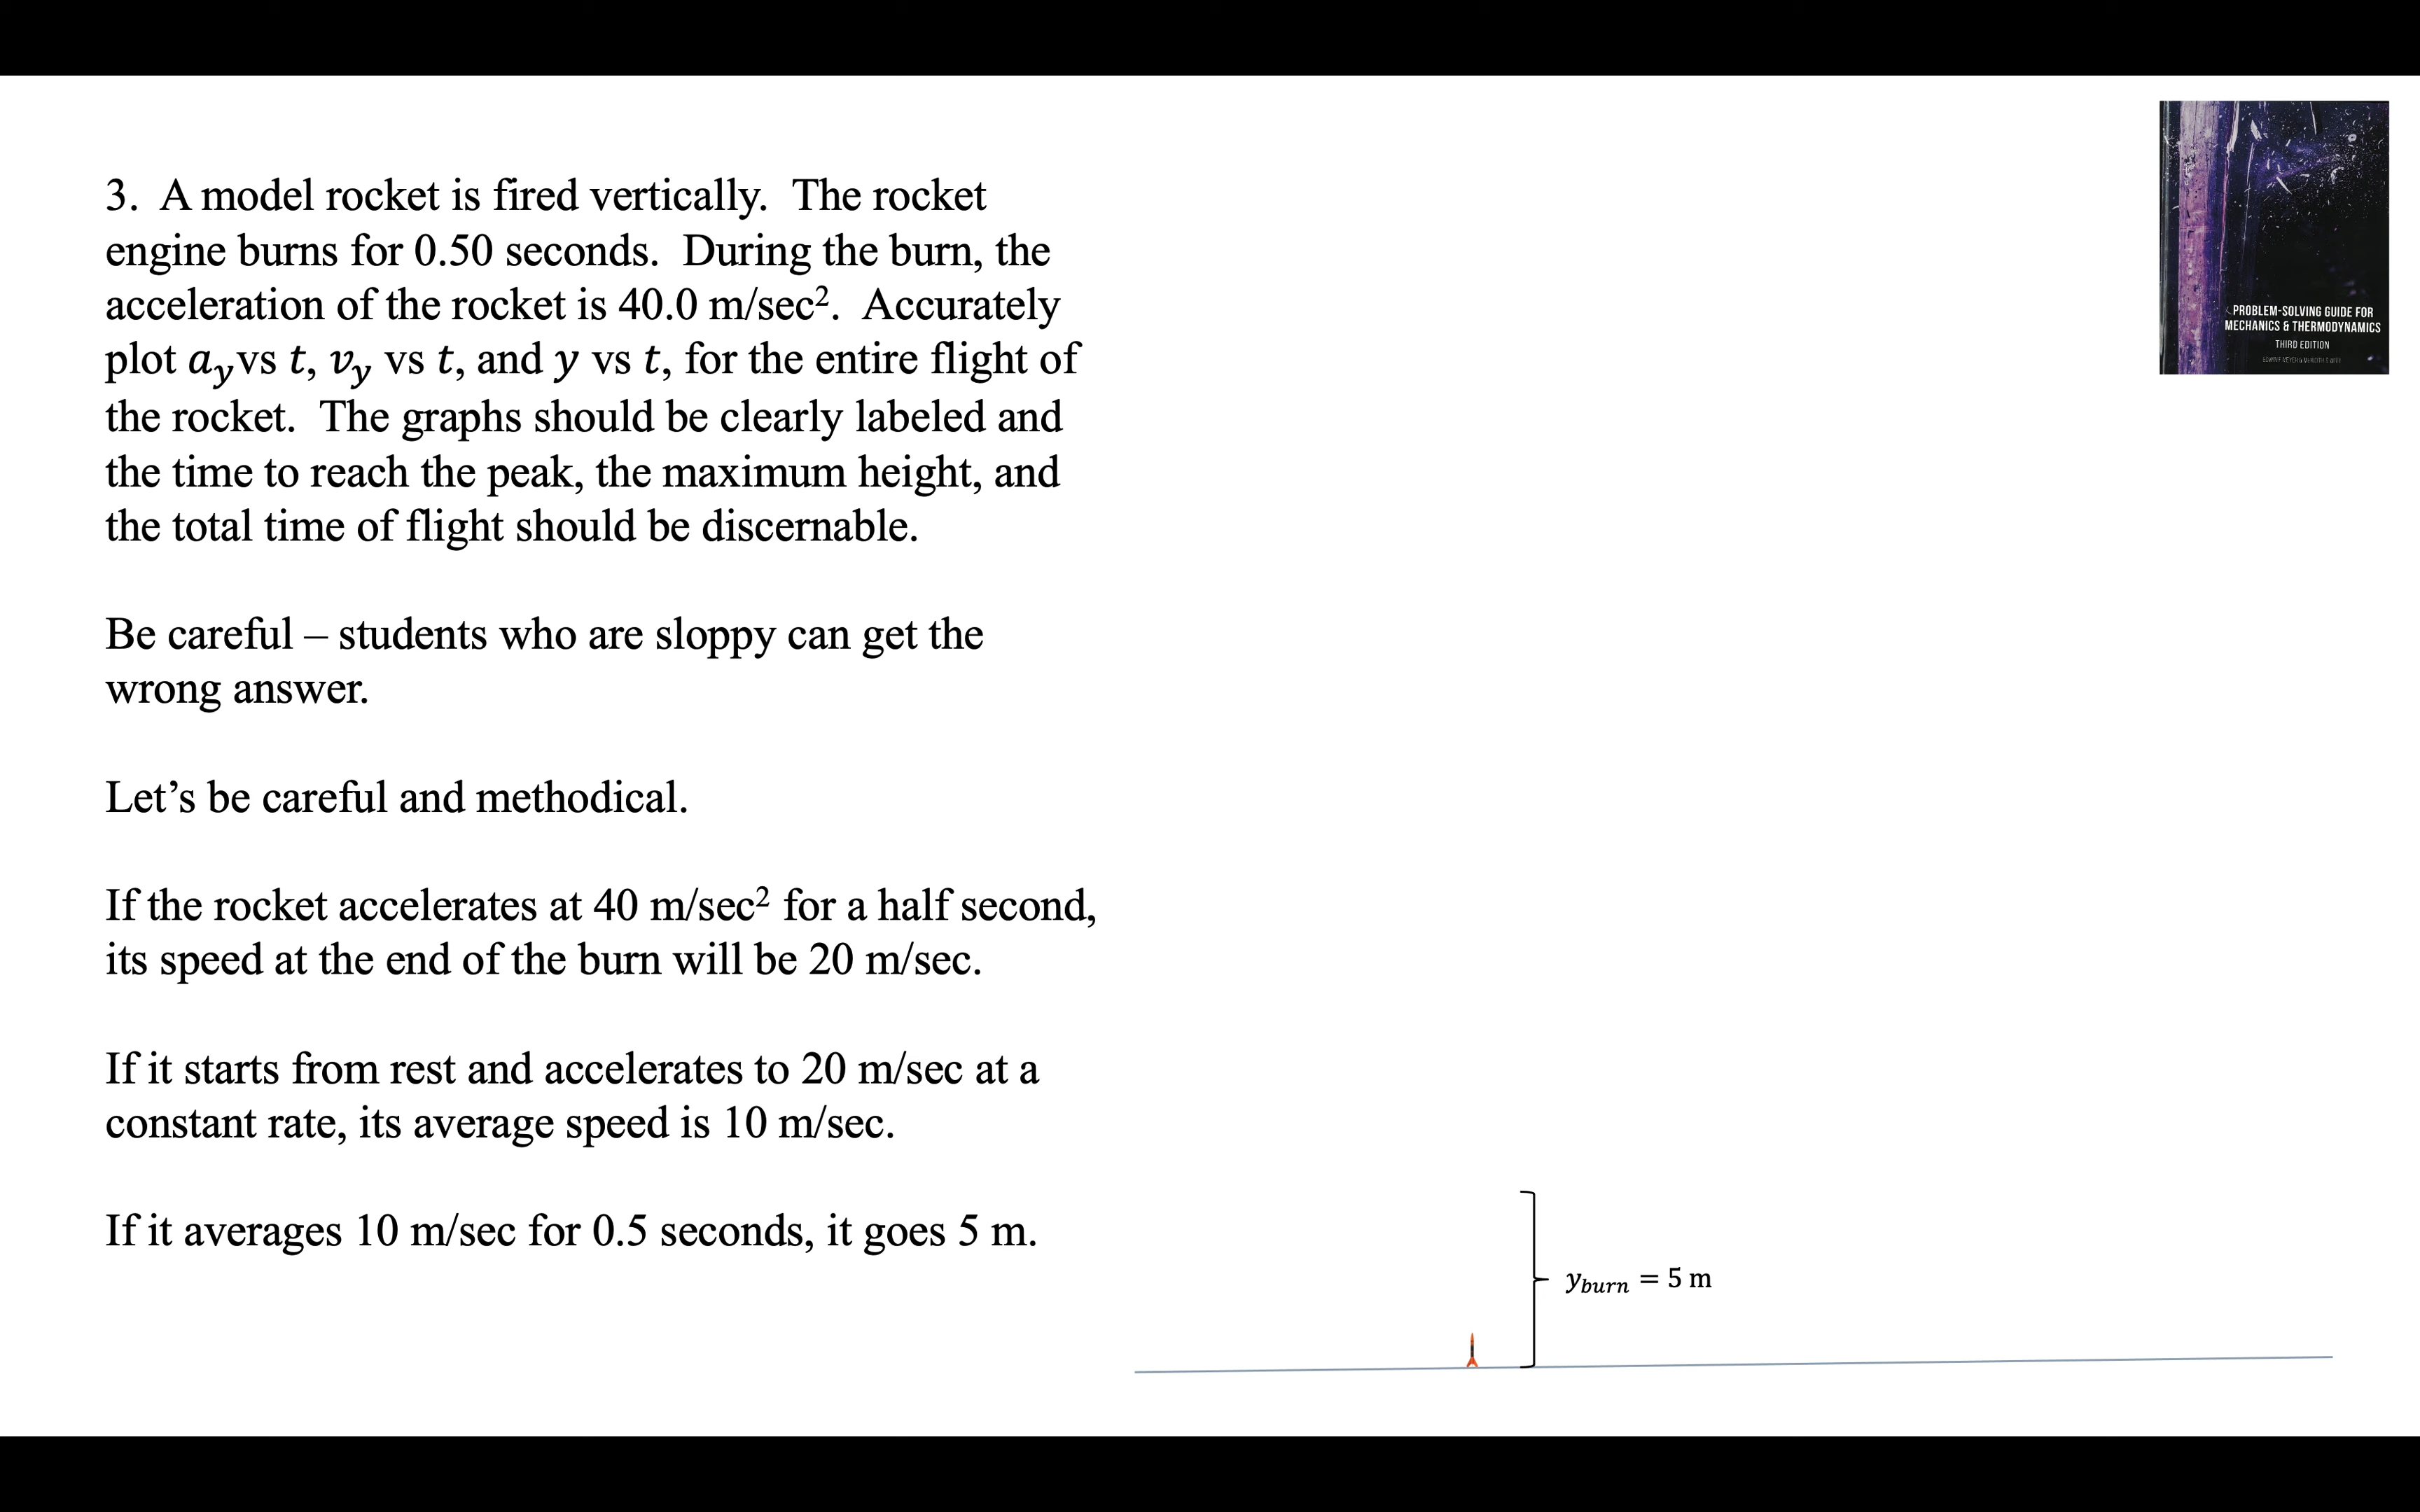 3. A model rocket is fired vertically. The rocket
engine burns for 0.50 seconds. During the burn, the
acceleration of the rocket is 40.0 m/sec². Accurately
plot a_y vs t, v_y vs t, and y vs t, for the entire flight of
the rocket. The graphs should be clearly labeled and
the time to reach the peak, the maximum height, and
the total time of flight should be discernable.
Be careful – students who are sloppy can get the
wrong answer.
Let’s be careful and methodical.
If the rocket accelerates at 40 m/sec² for a half second,
its speed at the end of the burn will be 20 m/sec.
If it starts from rest and accelerates to 20 m/sec at a
constant rate, its average speed is 10 m/sec.
If it averages 10 m/sec for 0.5 seconds, it goes 5 m.
y_burn = 5 m
PROBLEM-SOLVING GUIDE FOR
MECHANICS & THERMODYNAMICS
THIRD EDITION